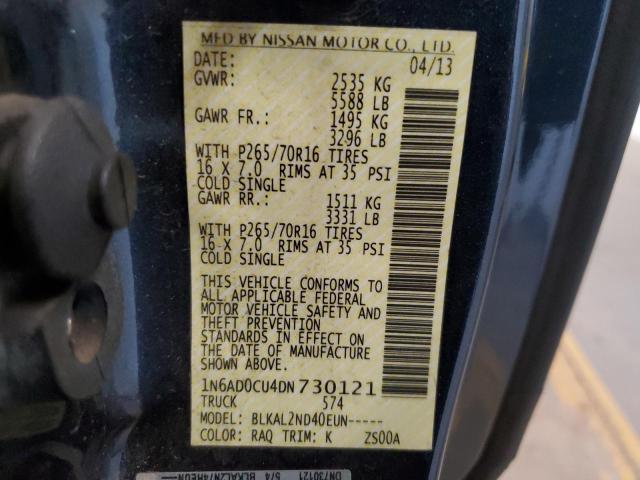 MFD BY NISSAN MOTOR CO., LTD.
DATE: 04/13
GVWR: 2535 KG
5588 LB
GAWR FR.: 1495 KG
3296 LB
WITH P265/70R16 TIRES
16 X 7.0 RIMS AT 35 PSI
COLD SINGLE
GAWR RR.: 1511 KG
3331 LB
WITH P265/70R16 TIRES
16 X 7.0 RIMS AT 35 PSI
COLD SINGLE
THIS VEHICLE CONFORMS TO
ALL APPLICABLE FEDERAL
MOTOR VEHICLE SAFETY AND
THEFT PREVENTION
STANDARDS IN EFFECT ON
THE DATE OF MANUFACTURE
SHOWN ABOVE.
1N6AD0CU4DN730121
TRUCK 574
MODEL: BLKAL2ND40EUN-----
COLOR: RAQ TRIM: K ZS00A
DN730121